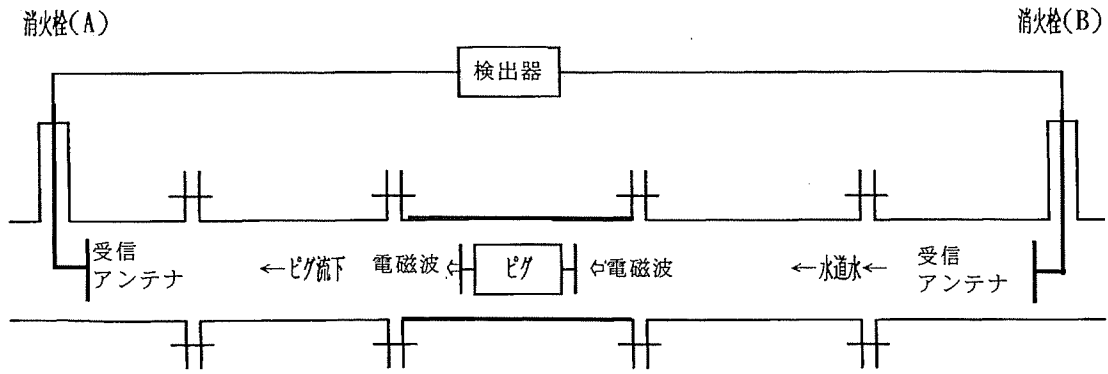 消火栓(A)
消火栓(B)
検出器
受信
アンテナ
←ピグ流下
電磁波
ピグ
電磁波
←水道水←
受信
アンテナ